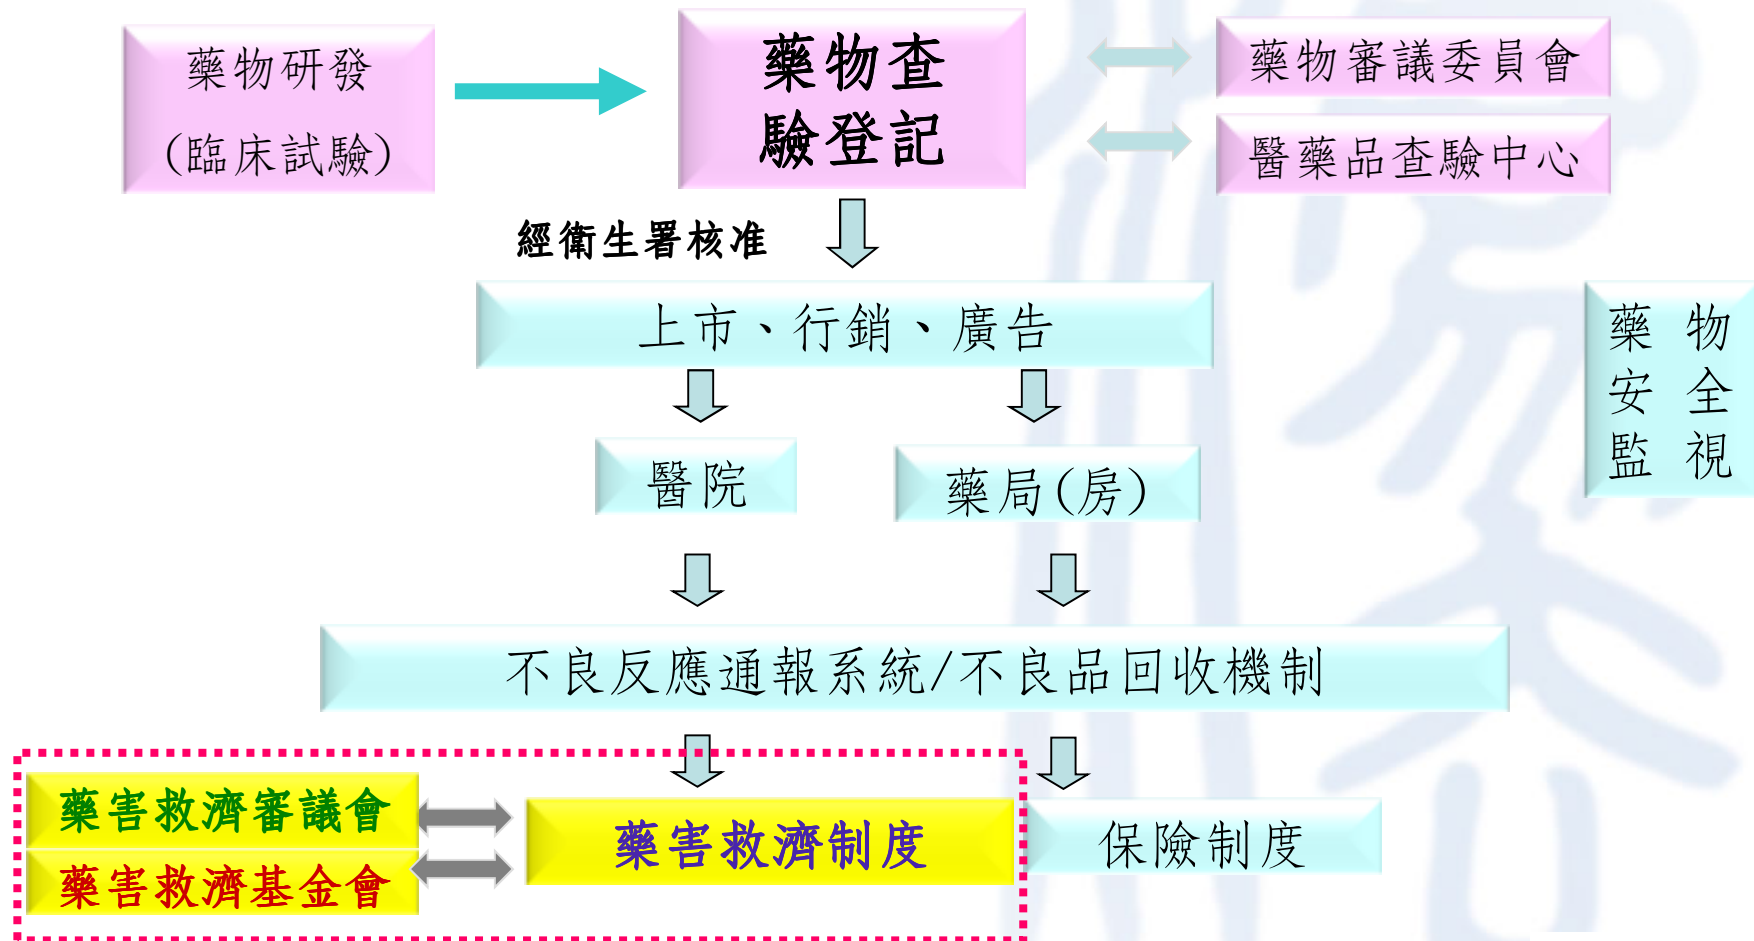 藥物研發
(臨床試驗)
藥物查
驗登記
藥物審議委員會
醫藥品查驗中心
經衛生署核准
上市、行銷、廣告
藥 物
安 全
監 視
醫院
藥局(房)
不良反應通報系統/不良品回收機制
藥害救濟審議會
藥害救濟基金會
藥害救濟制度
保險制度